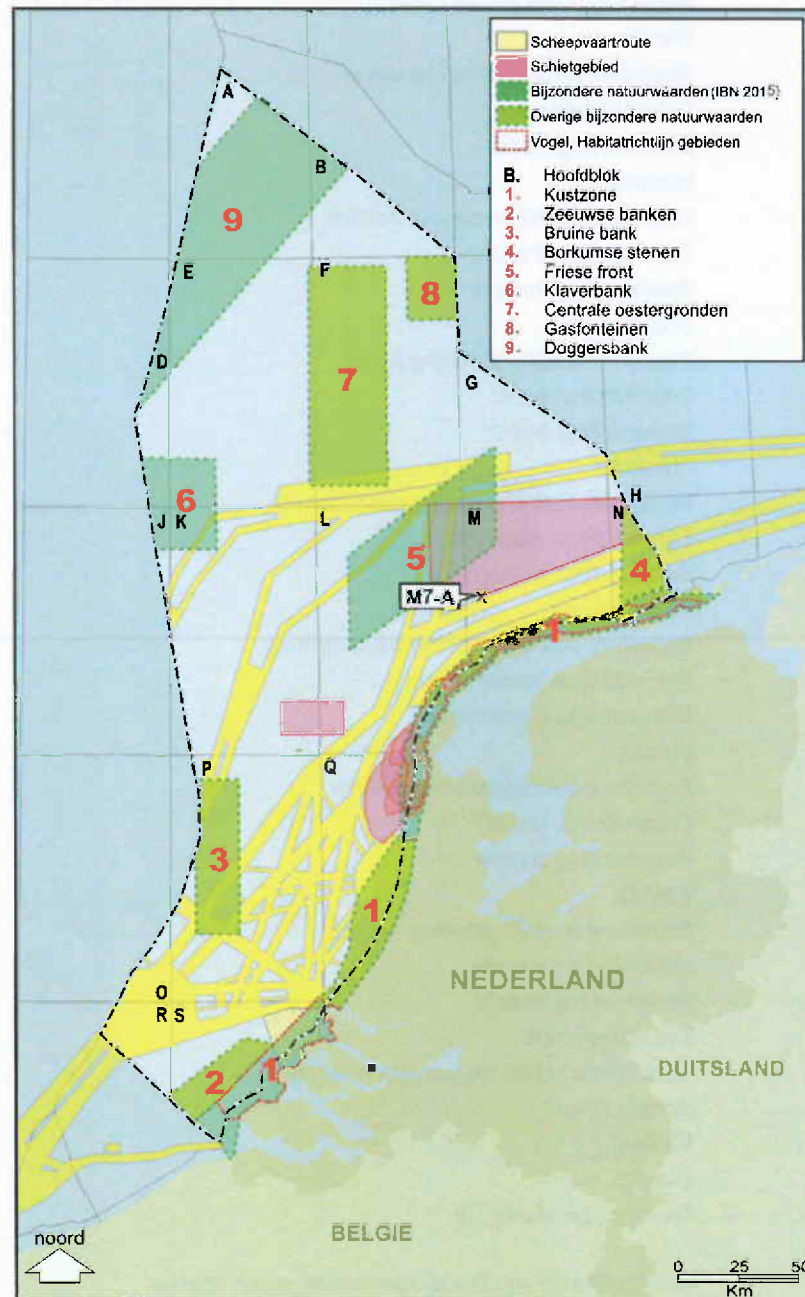 Scheepvaartroute
Schietgebied
Bijzondere natuurwaarden (IBN 2015)
Overige bijzondere natuurwaarden
Vogel, Habitatrichtlijn gebieden
B. Hoofdblok
1. Kustzone
2. Zeeuwse banken
3. Bruine bank
4. Borkumse stenen
5. Friese front
6. Klaverbank
7. Centrale oestergronden
8. Gasfonteinen
9. Doggersbank
A
B
9
E
F
8
D
7
G
6
H
J K
L
M
N
5
4
M7-A
1
P
Q
3
1
NEDERLAND
O
R S
2
1
DUITSLAND
BELGIE
noord
0 25 50
Km